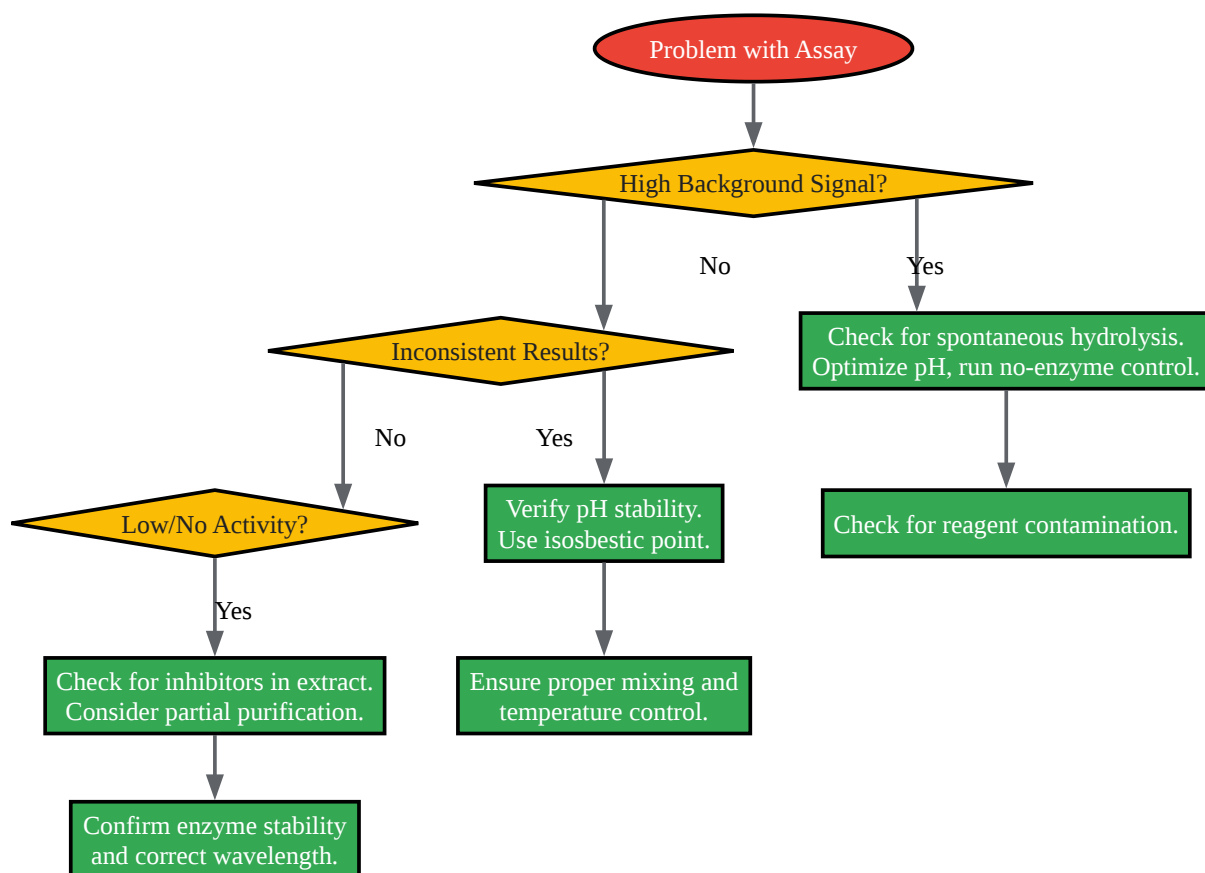 Problem with Assay
High Background Signal?
No
Yes
Inconsistent Results?
Check for spontaneous hydrolysis.
Optimize pH, run no-enzyme control.
No
Yes
Low/No Activity?
Verify pH stability.
Use isosbestic point.
Check for reagent contamination.
Yes
Check for inhibitors in extract.
Consider partial purification.
Ensure proper mixing and
temperature control.
Confirm enzyme stability
and correct wavelength.